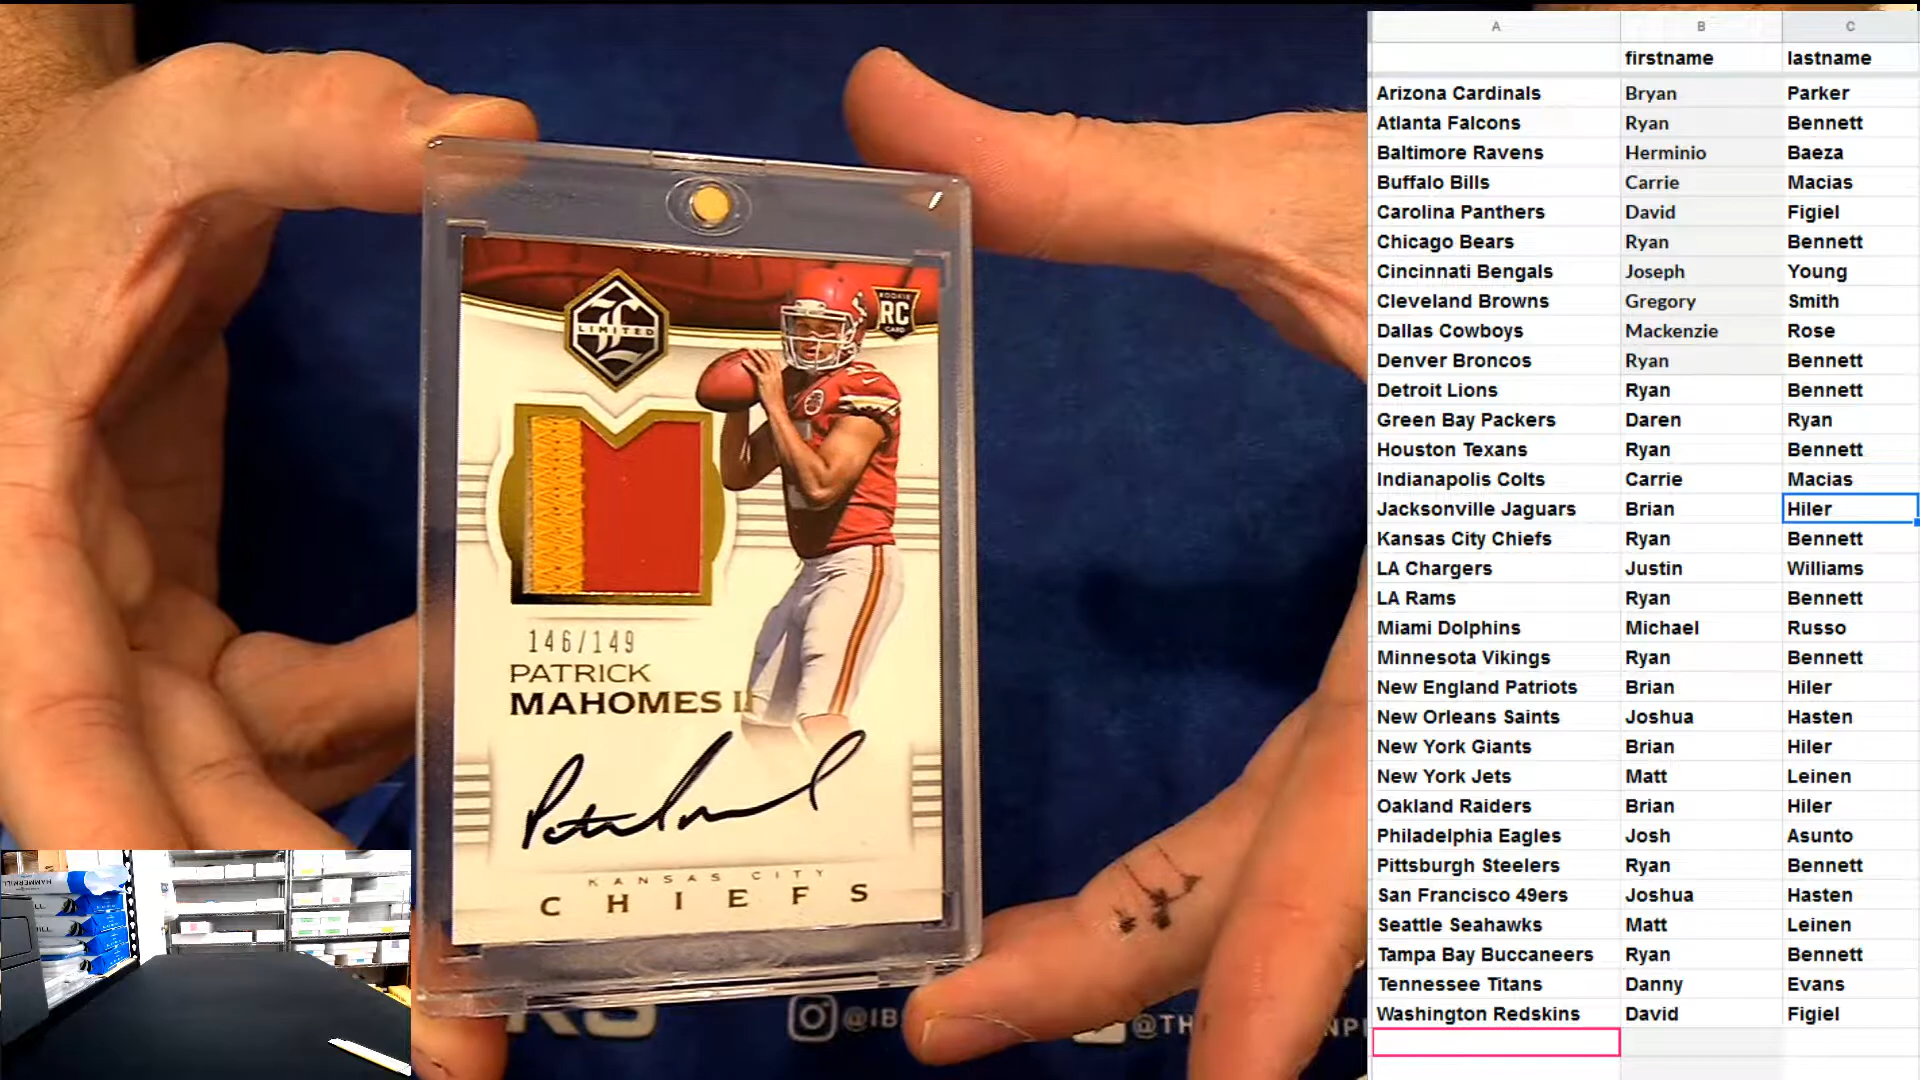 LIMITED
ROOKIE
RC
CARD
146/149
PATRICK
MAHOMES II
KANSAS CITY
CHIEFS
HAMMERMILL
@IB
@TH
A B C
firstname lastname
Arizona Cardinals Bryan Parker
Atlanta Falcons Ryan Bennett
Baltimore Ravens Herminio Baeza
Buffalo Bills Carrie Macias
Carolina Panthers David Figiel
Chicago Bears Ryan Bennett
Cincinnati Bengals Joseph Young
Cleveland Browns Gregory Smith
Dallas Cowboys Mackenzie Rose
Denver Broncos Ryan Bennett
Detroit Lions Ryan Bennett
Green Bay Packers Daren Ryan
Houston Texans Ryan Bennett
Indianapolis Colts Carrie Macias
Jacksonville Jaguars Brian Hiler
Kansas City Chiefs Ryan Bennett
LA Chargers Justin Williams
LA Rams Ryan Bennett
Miami Dolphins Michael Russo
Minnesota Vikings Ryan Bennett
New England Patriots Brian Hiler
New Orleans Saints Joshua Hasten
New York Giants Brian Hiler
New York Jets Matt Leinen
Oakland Raiders Brian Hiler
Philadelphia Eagles Josh Asunto
Pittsburgh Steelers Ryan Bennett
San Francisco 49ers Joshua Hasten
Seattle Seahawks Matt Leinen
Tampa Bay Buccaneers Ryan Bennett
Tennessee Titans Danny Evans
Washington Redskins David Figiel